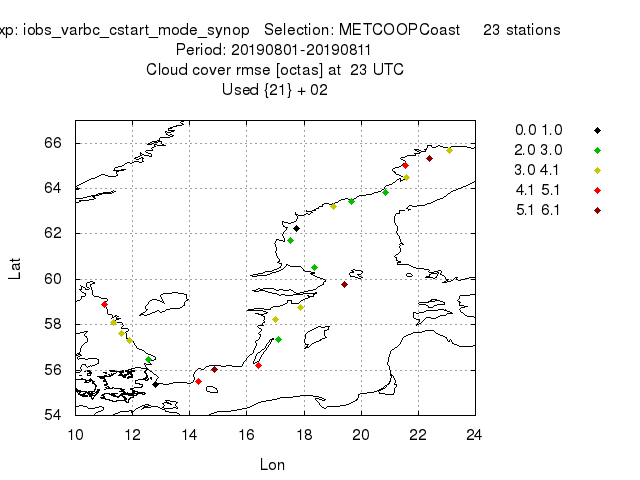 xp: iobs_varbc_cstart_mode_synop Selection: METCOOPCoast 23 stations
Period: 20190801-20190811
Cloud cover rmse [octas] at 23 UTC
Used {21} + 02
0.0 1.0
2.0 3.0
3.0 4.1
4.1 5.1
5.1 6.1
66
64
62
60
58
56
54
Lat
10 12 14 16 18 20 22 24
Lon